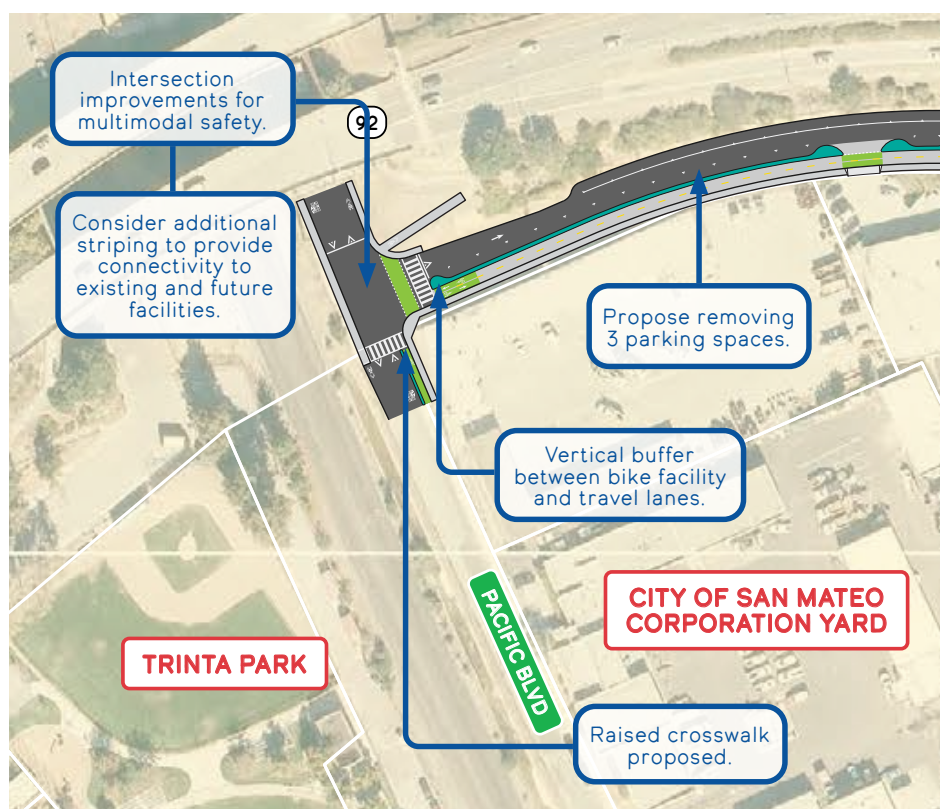 Intersection
improvements for
multimodal safety.
92
Consider additional
striping to provide
connectivity to
existing and future
facilities.
Propose removing
3 parking spaces.
Vertical buffer
between bike facility
and travel lanes.
PACIFIC BLVD
CITY OF SAN MATEO
CORPORATION YARD
TRINTA PARK
Raised crosswalk
proposed.